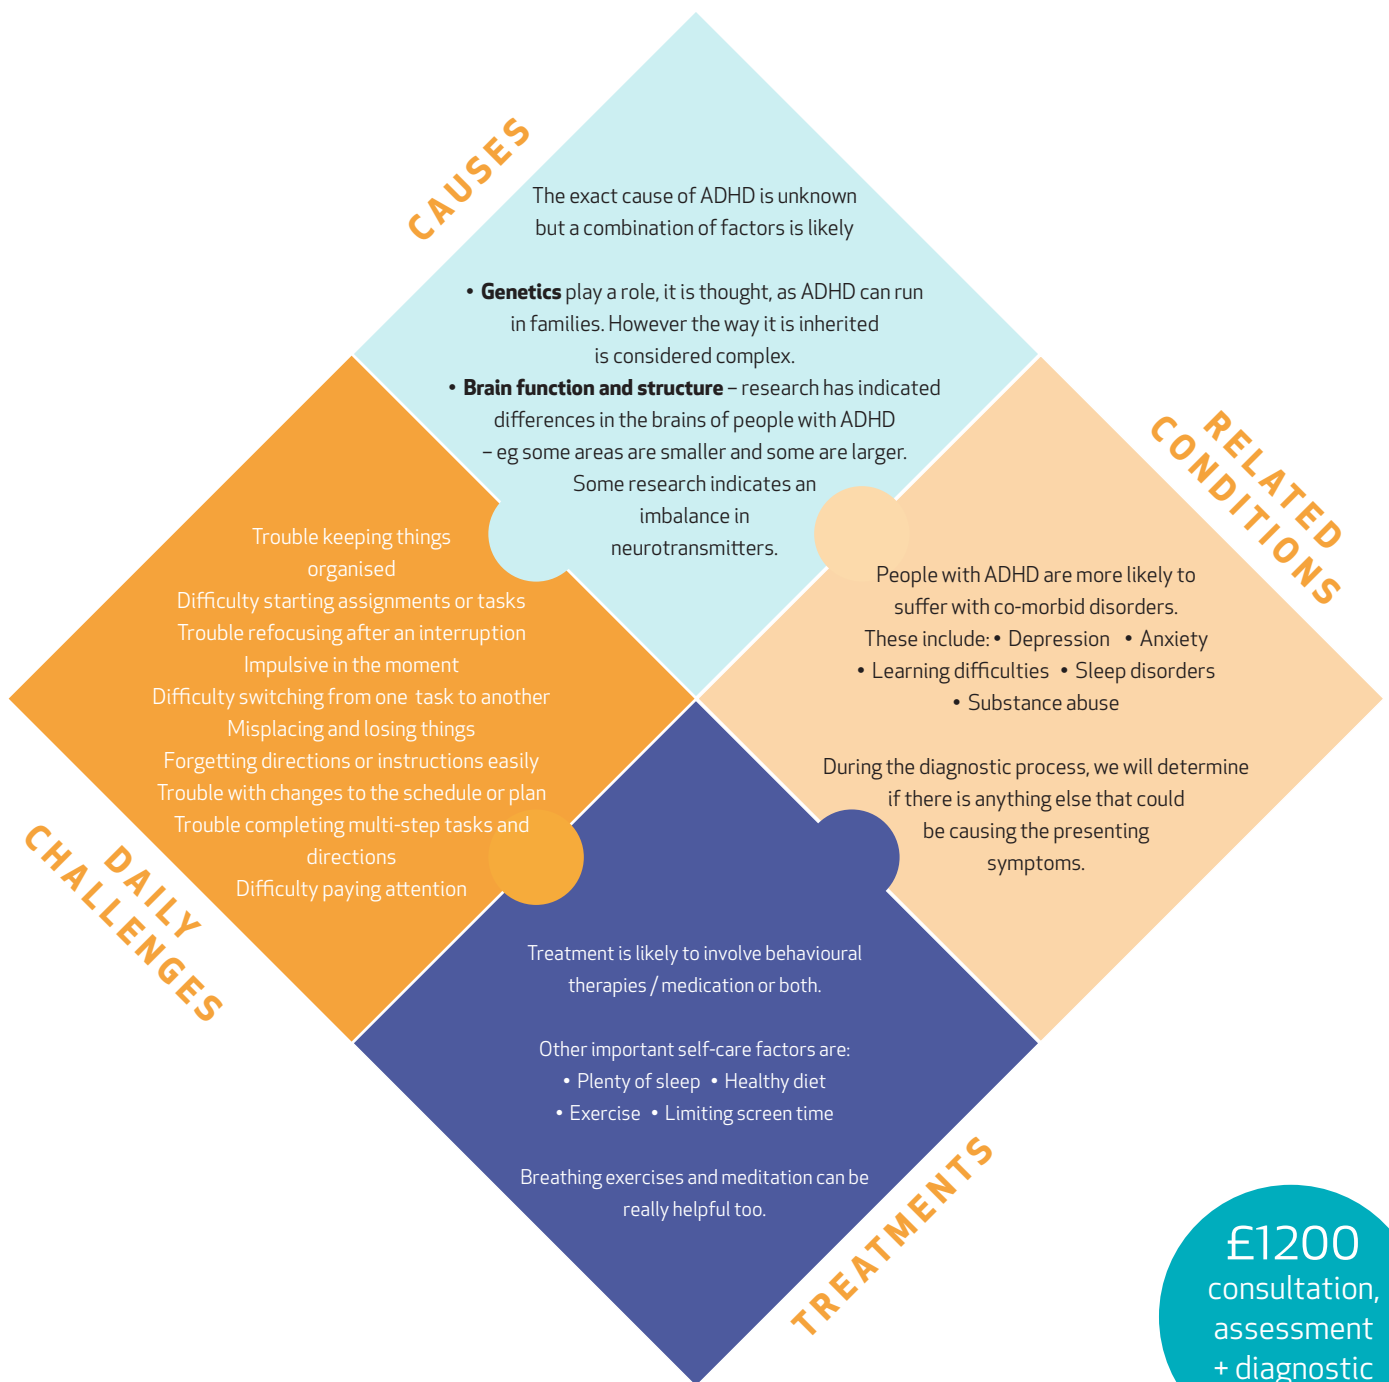 CAUSES
The exact cause of ADHD is unknown
but a combination of factors is likely
• Genetics play a role, it is thought, as ADHD can run
in families. However the way it is inherited
is considered complex.
• Brain function and structure – research has indicated
differences in the brains of people with ADHD
– eg some areas are smaller and some are larger.
Some research indicates an
imbalance in
neurotransmitters.
RELATED
CONDITIONS
People with ADHD are more likely to
suffer with co-morbid disorders.
These include: • Depression • Anxiety
• Learning difficulties • Sleep disorders
• Substance abuse
During the diagnostic process, we will determine
if there is anything else that could
be causing the presenting
symptoms.
DAILY
CHALLENGES
Trouble keeping things
organised
Difficulty starting assignments or tasks
Trouble refocusing after an interruption
Impulsive in the moment
Difficulty switching from one task to another
Misplacing and losing things
Forgetting directions or instructions easily
Trouble with changes to the schedule or plan
Trouble completing multi-step tasks and
directions
Difficulty paying attention
TREATMENTS
Treatment is likely to involve behavioural
therapies / medication or both.
Other important self-care factors are:
• Plenty of sleep • Healthy diet
• Exercise • Limiting screen time
Breathing exercises and meditation can be
really helpful too.
£1200
consultation,
assessment
+ diagnostic